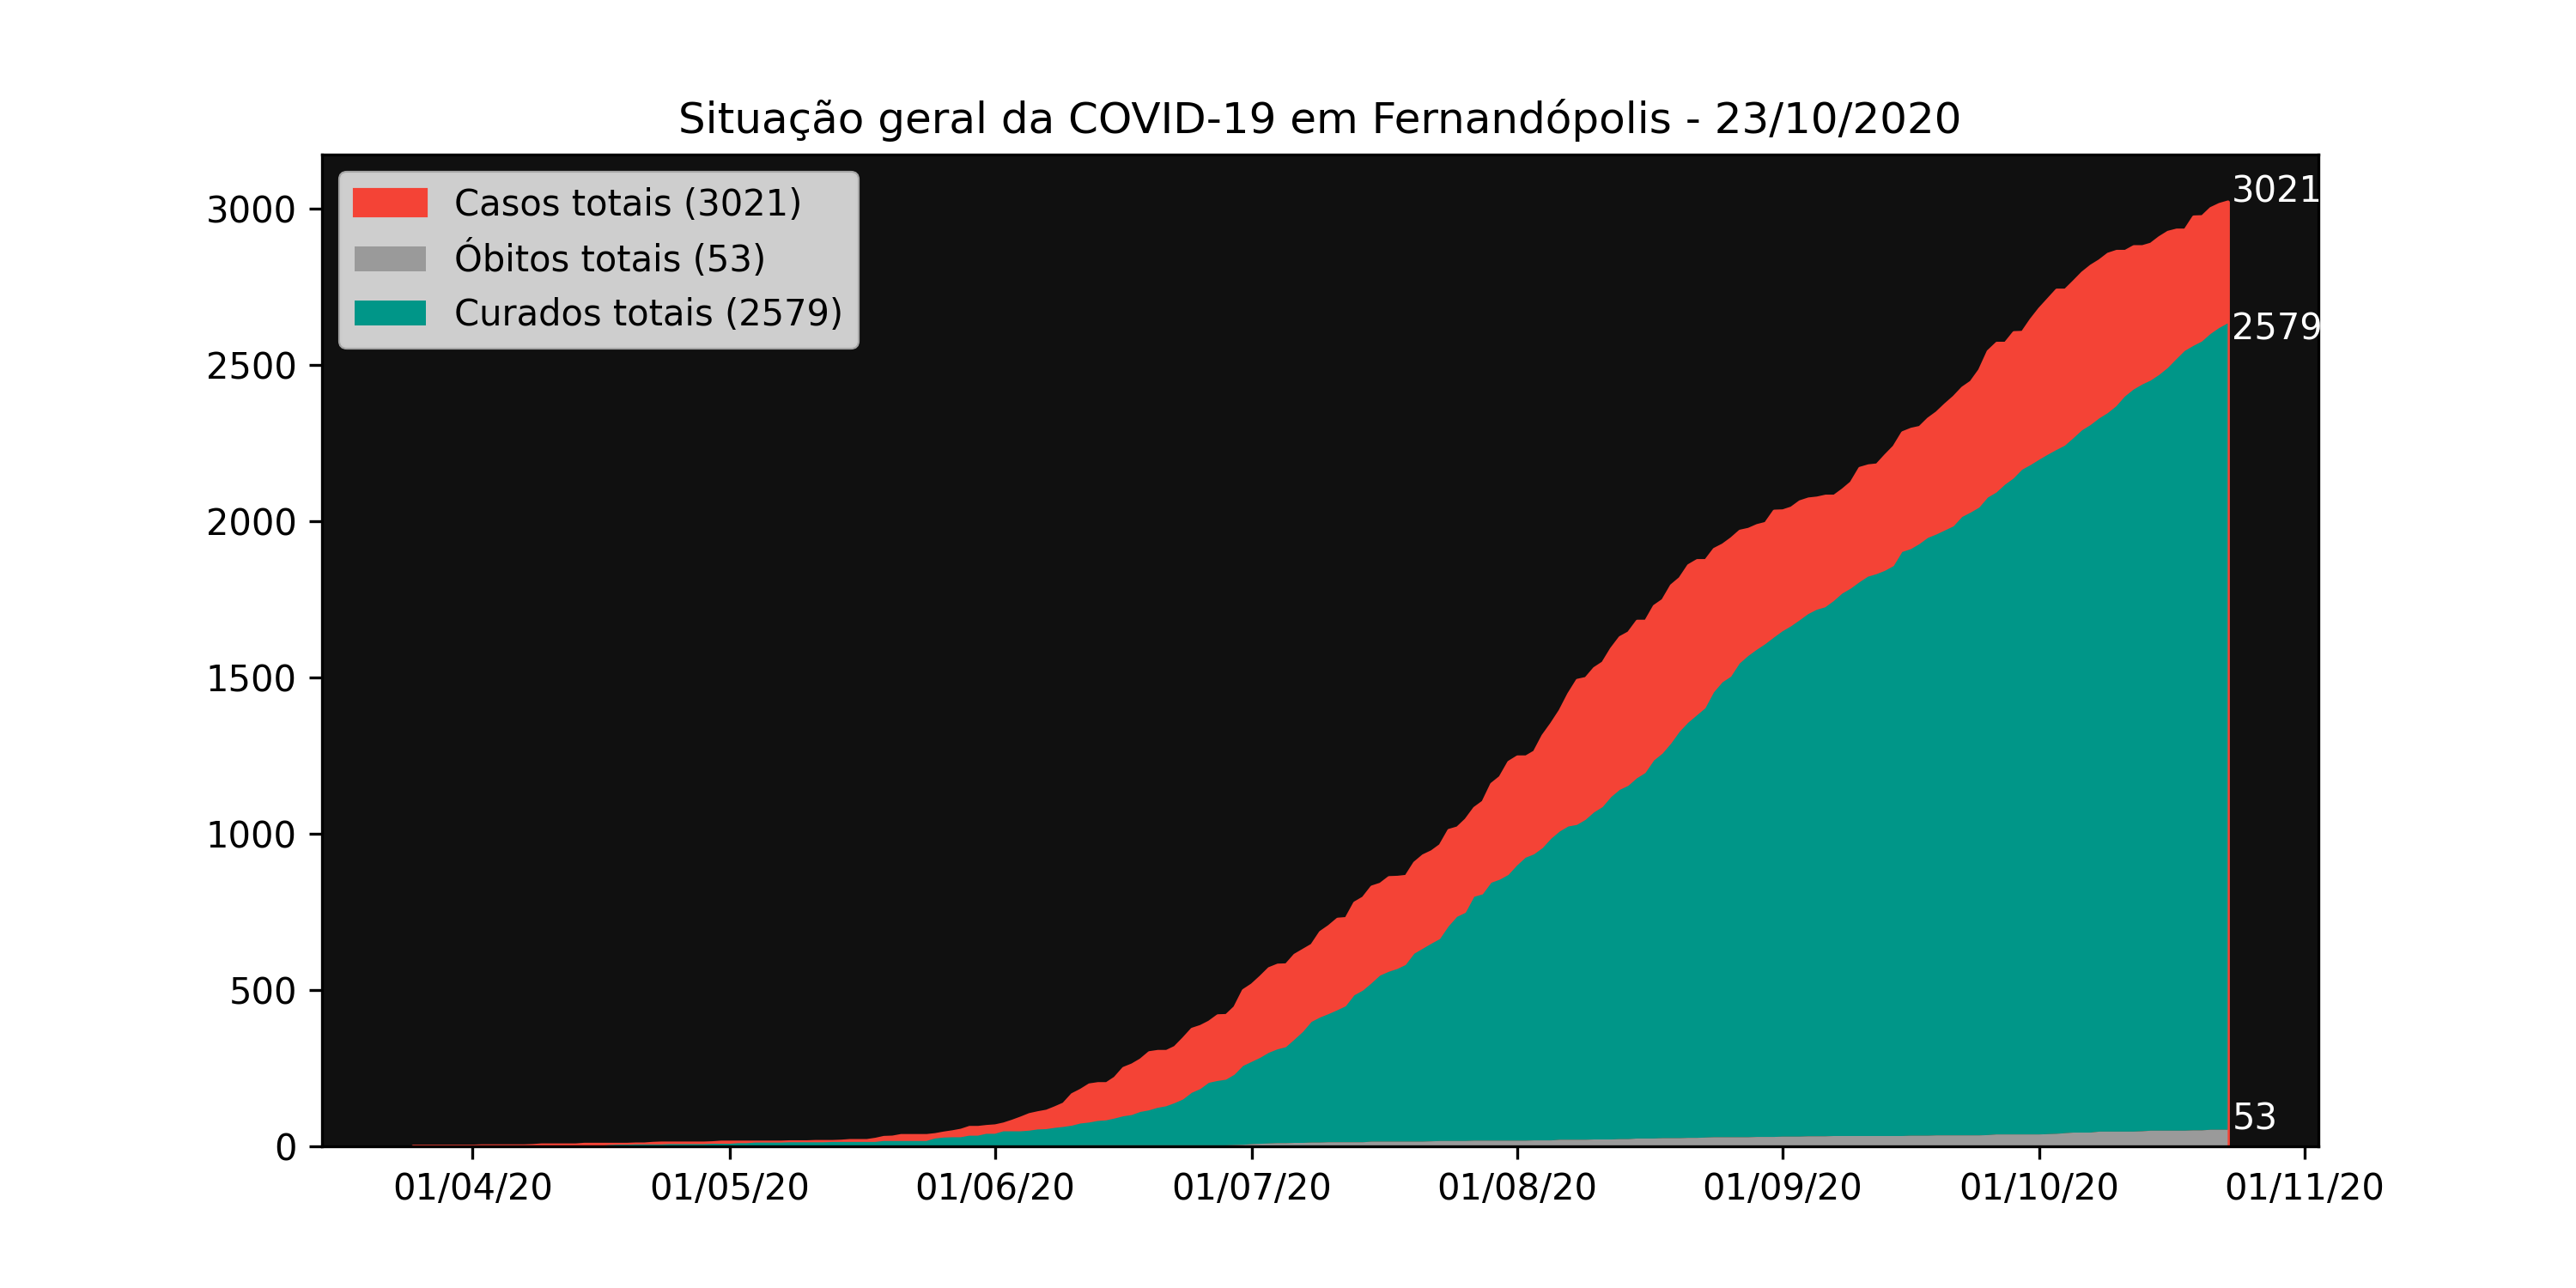 Situação geral da COVID-19 em Fernandópolis - 23/10/2020
Casos totais (3021)
Óbitos totais (53)
Curados totais (2579)
3021
2579
53
3000
2500
2000
1500
1000
500
0
01/04/20 01/05/20 01/06/20 01/07/20 01/08/20 01/09/20 01/10/20 01/11/20